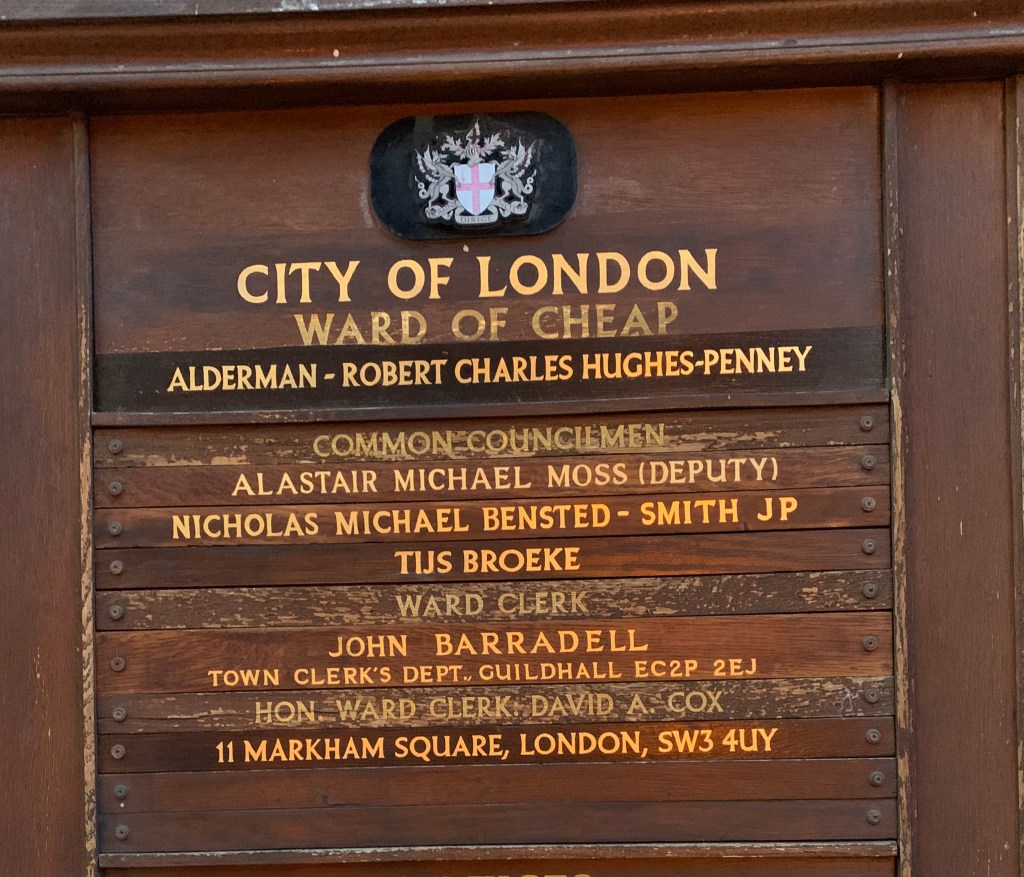 DIRIGE
CITY OF LONDON
WARD OF CHEAP
ALDERMAN - ROBERT CHARLES HUGHES-PENNEY
COMMON COUNCILMEN
ALASTAIR MICHAEL MOSS (DEPUTY)
NICHOLAS MICHAEL BENSTED - SMITH JP
TIJS BROEKE
WARD CLERK
JOHN BARRADELL
TOWN CLERK'S DEPT., GUILDHALL EC2P 2EJ
HON. WARD CLERK: DAVID A. COX
11 MARKHAM SQUARE, LONDON, SW3 4UY